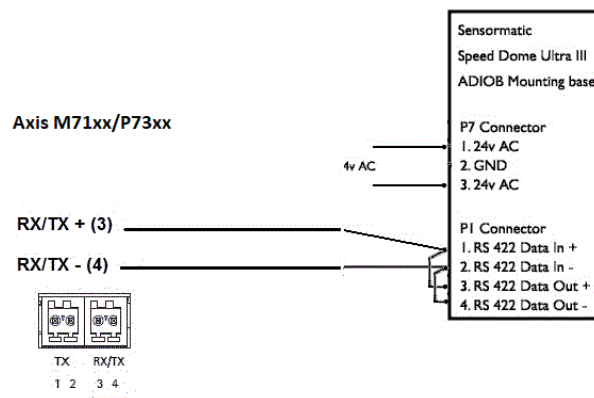 Sensormatic
Speed Dome Ultra III
ADIOB Mounting base
Axis M71xx/P73xx
P7 Connector
1. 24v AC
4v AC
2. GND
3. 24v AC
RX/TX + (3)
P1 Connector
1. RS 422 Data In +
RX/TX - (4)
2. RS 422 Data In -
3. RS 422 Data Out +
4. RS 422 Data Out -
TX RX/TX
1 2 3 4